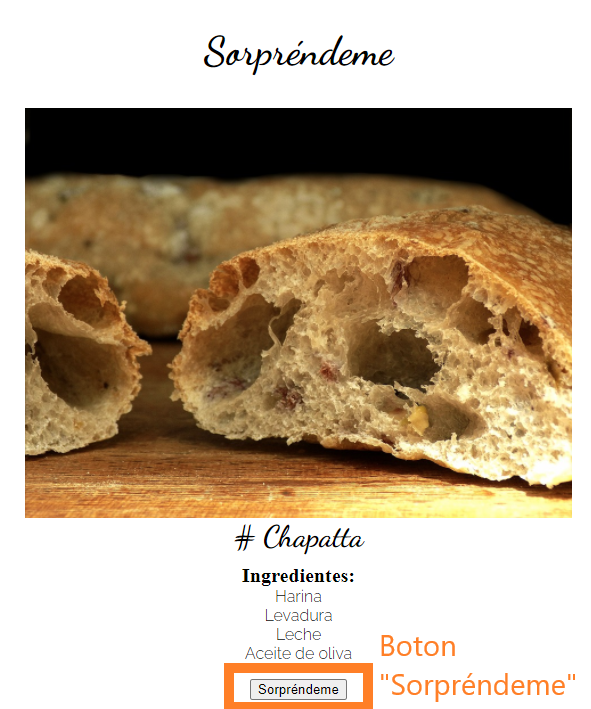 Sorpréndeme
# Chapatta
Ingredientes:
Harina
Levadura
Leche
Aceite de oliva
Sorpréndeme
Boton
"Sorpréndeme"